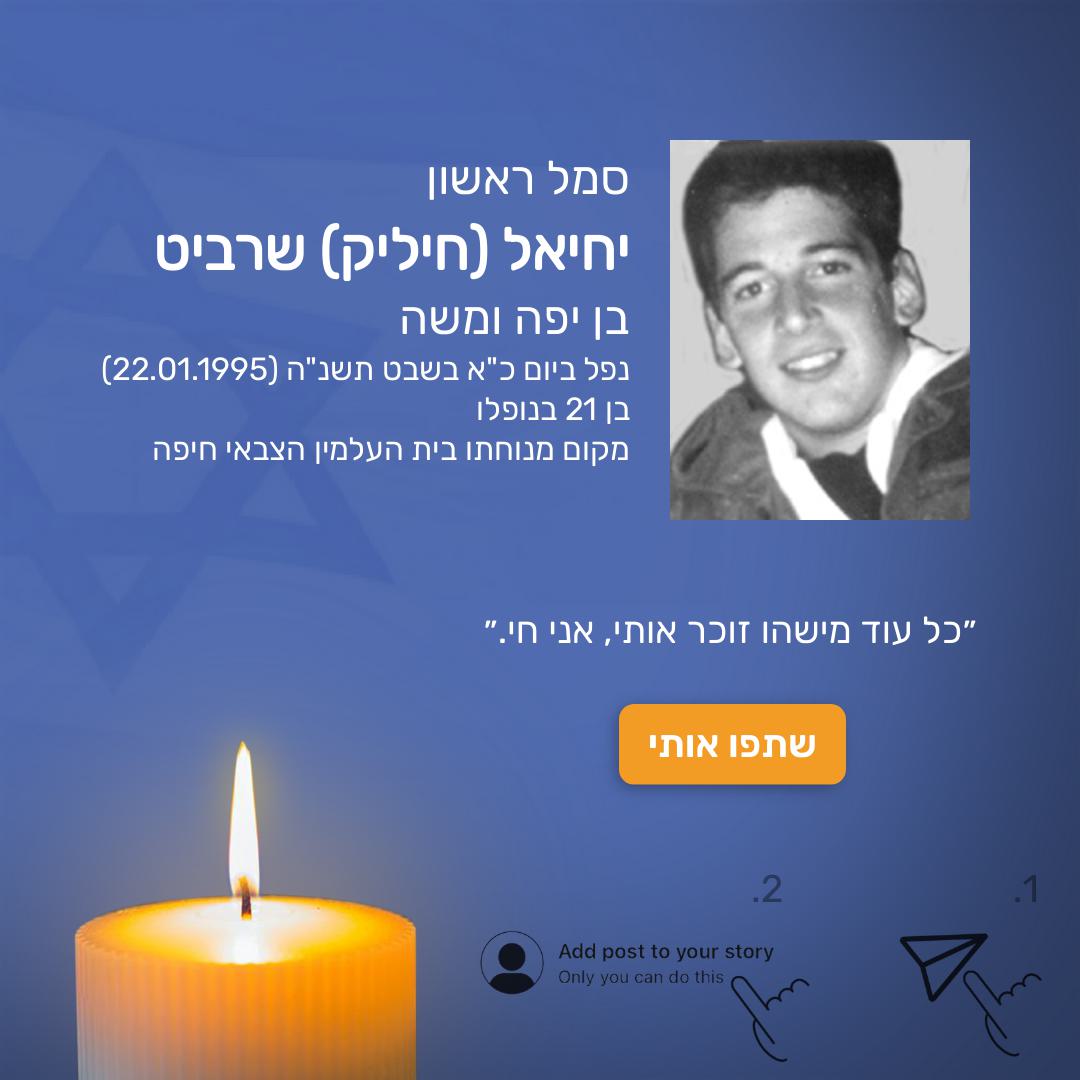 סמל ראשון
יחיאל (חיליק) שרביט
בן יפה ומשה
נפל ביום כ"א בשבט תשנ"ה (22.01.1995)
בן 21 בנופלו
מקום מנוחתו בית העלמין הצבאי חיפה
״כל עוד מישהו זוכר אותי, אני חי.״
שתפו אותי
.1
.2
Add post to your story
Only you can do this